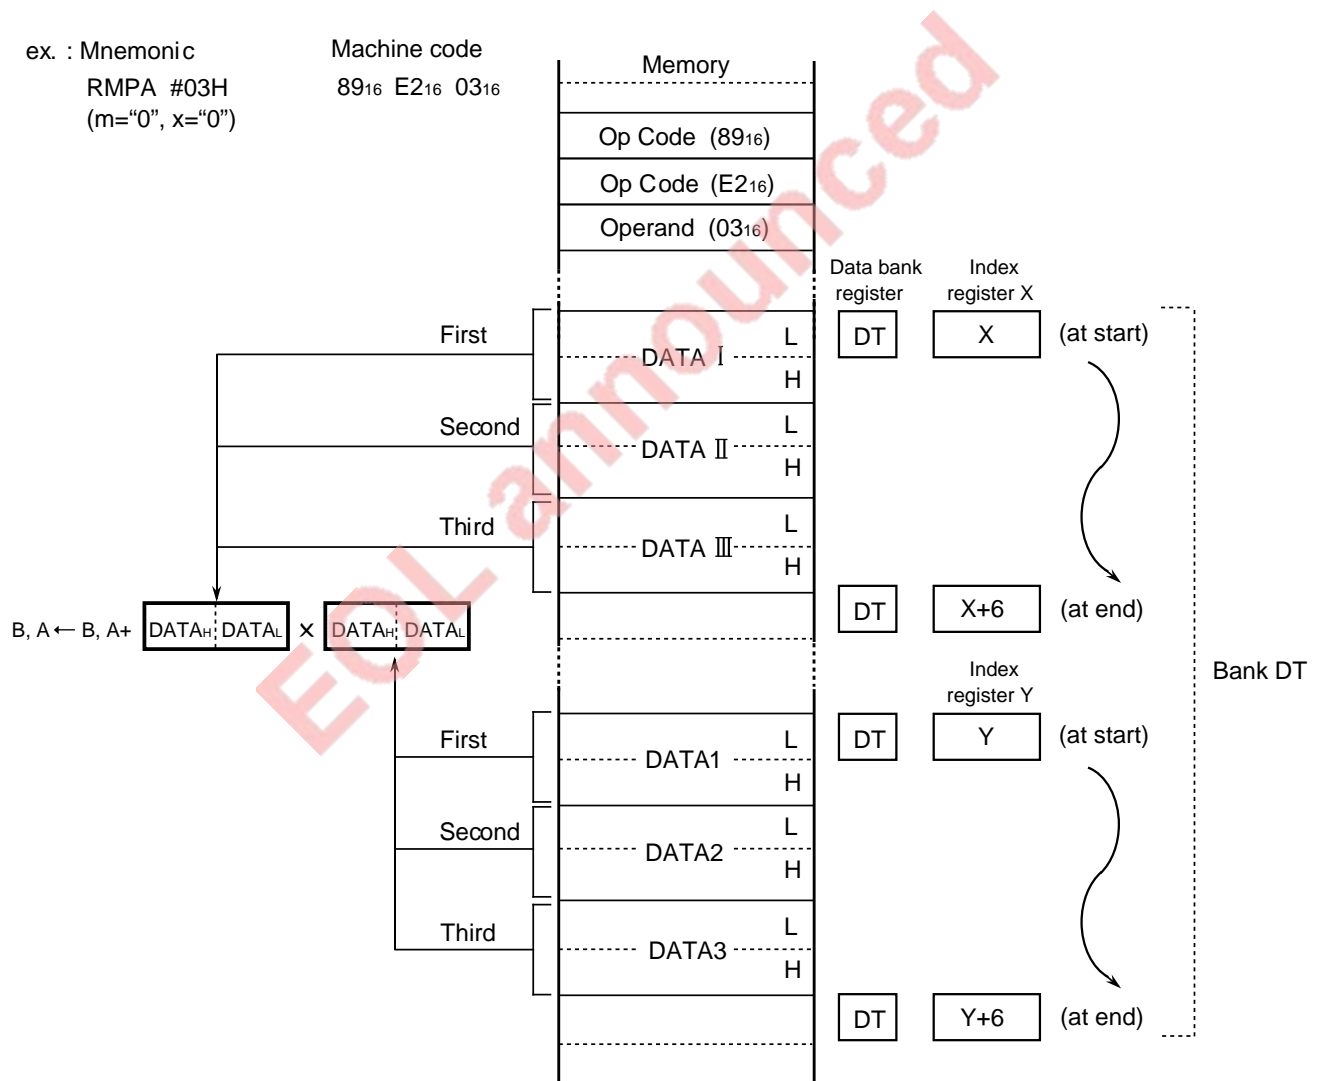 ex. : Mnemonic Machine code
RMPA #03H 89₁₆ E2₁₆ 03₁₆
(m=“0”, x=“0”)
Memory
Op Code (89₁₆)
Op Code (E2₁₆)
Operand (03₁₆)
Data bank register
Index register X
First
DATA Ⅰ
L
H
DT
X
(at start)
Second
DATA Ⅱ
L
H
Third
DATA Ⅲ
L
H
DT
X+6
(at end)
B, A ← B, A+ DATAH DATAL × DATAH DATAL
Bank DT
Index register Y
First
DATA1
L
H
DT
Y
(at start)
Second
DATA2
L
H
Third
DATA3
L
H
DT
Y+6
(at end)
EOL announced